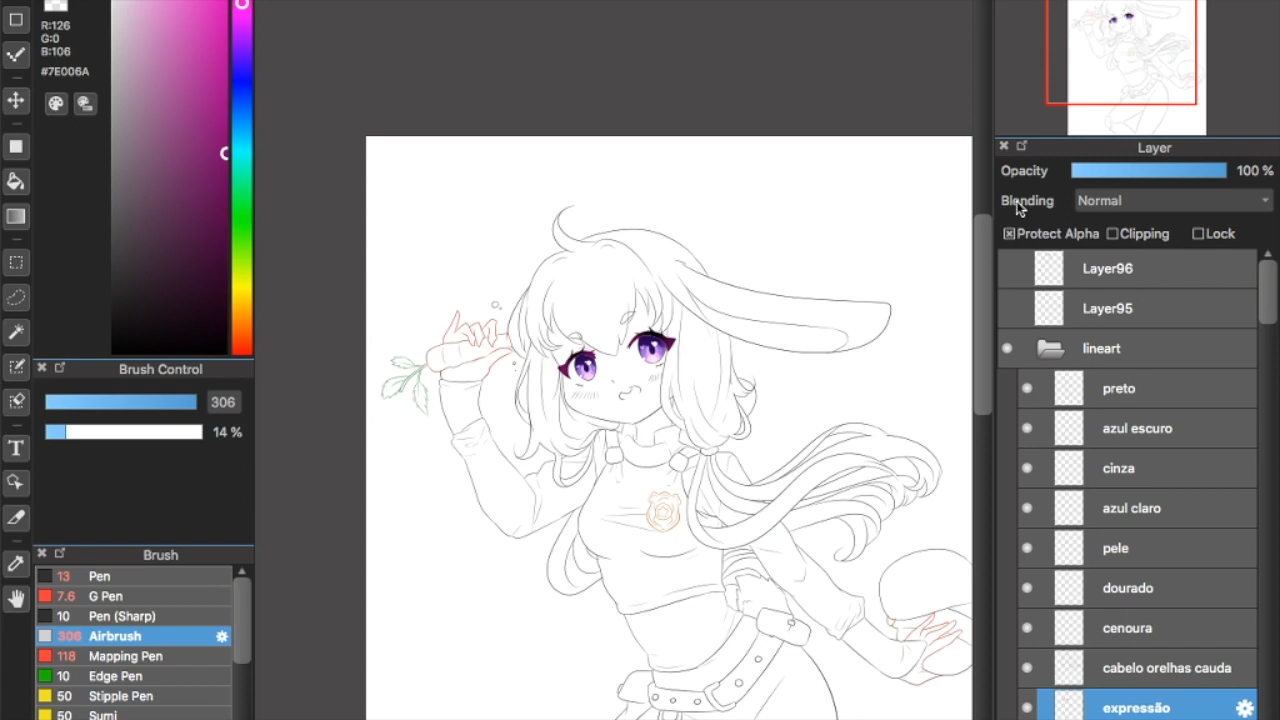 R:126
G:0
B:106
#7E006A
Brush Control
306
14 %
Brush
13 Pen
7.6 G Pen
10 Pen (Sharp)
306 Airbrush
118 Mapping Pen
10 Edge Pen
50 Stipple Pen
50 Sumi
T
Layer
Opacity 100 %
Blending Normal
Protect Alpha Clipping Lock
Layer96
Layer95
lineart
preto
azul escuro
cinza
azul claro
pele
dourado
cenoura
cabelo orelhas cauda
expressão